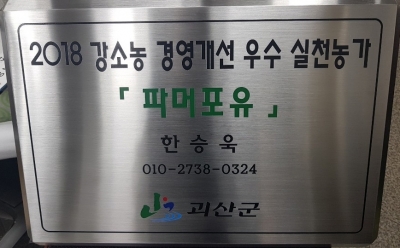 2018 강소농 경영개선 우수 실천농가
「 파머포유 」
한 승 욱
010-2738-0324
괴산군